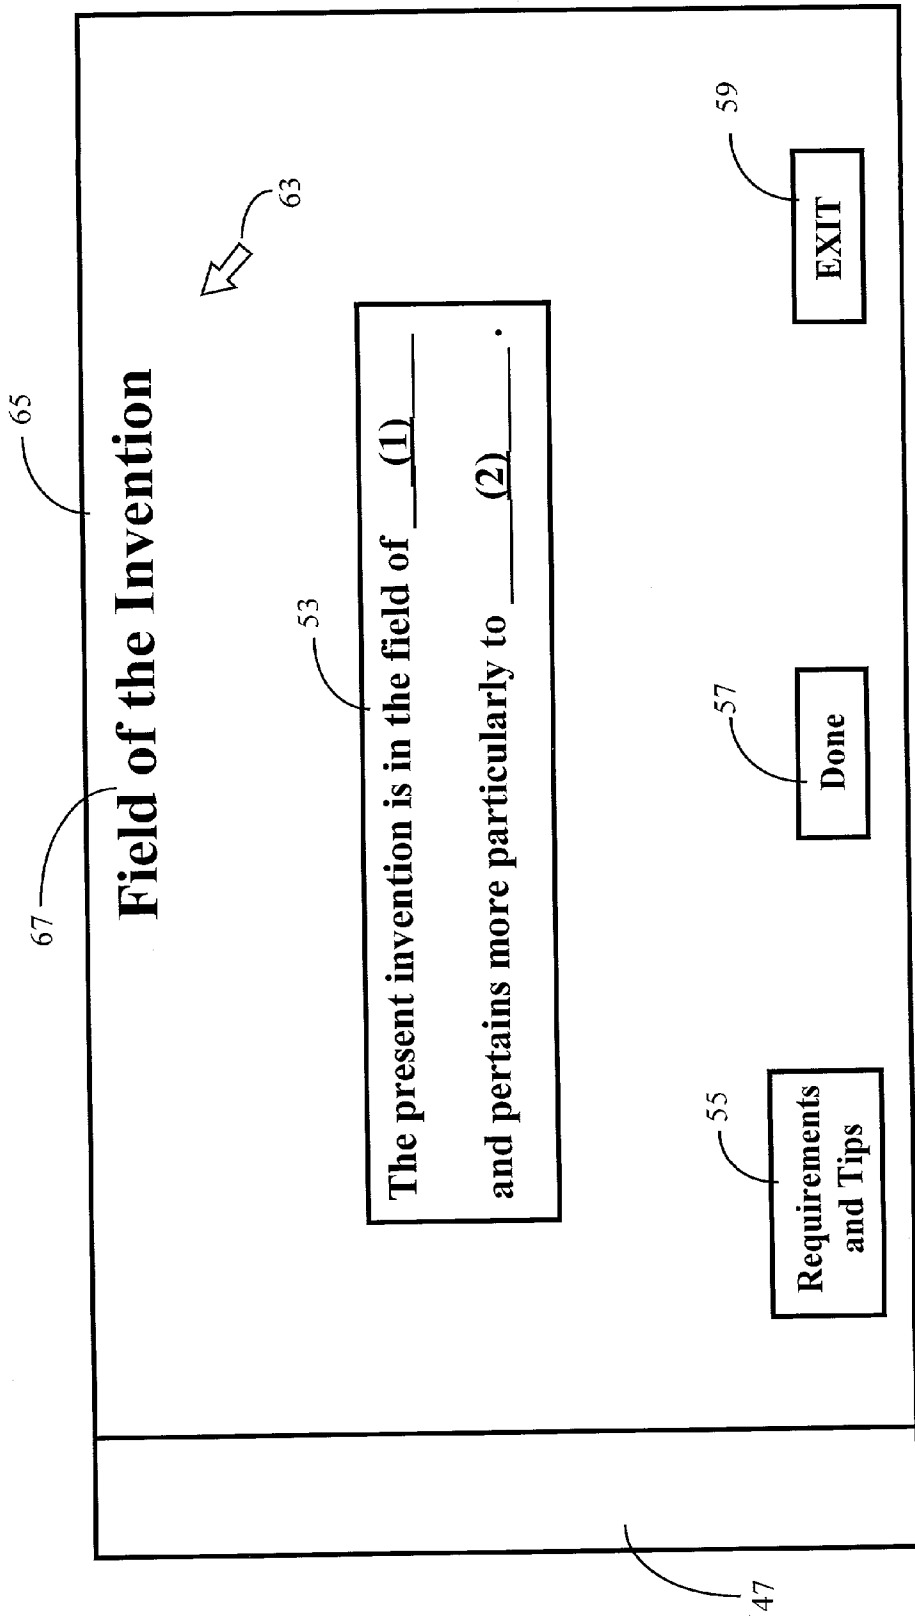 65
67
Field of the Invention
63
53
The present invention is in the field of ___(1)___
and pertains more particularly to ___(2)___.
55
57
59
Requirements
and Tips
Done
EXIT
47